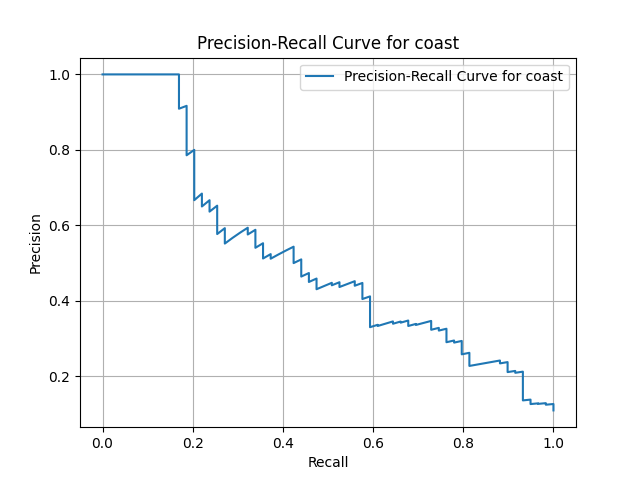 Precision-Recall Curve for coast
Precision-Recall Curve for coast
1.0
0.8
0.6
0.4
0.2
Precision
0.0 0.2 0.4 0.6 0.8 1.0
Recall